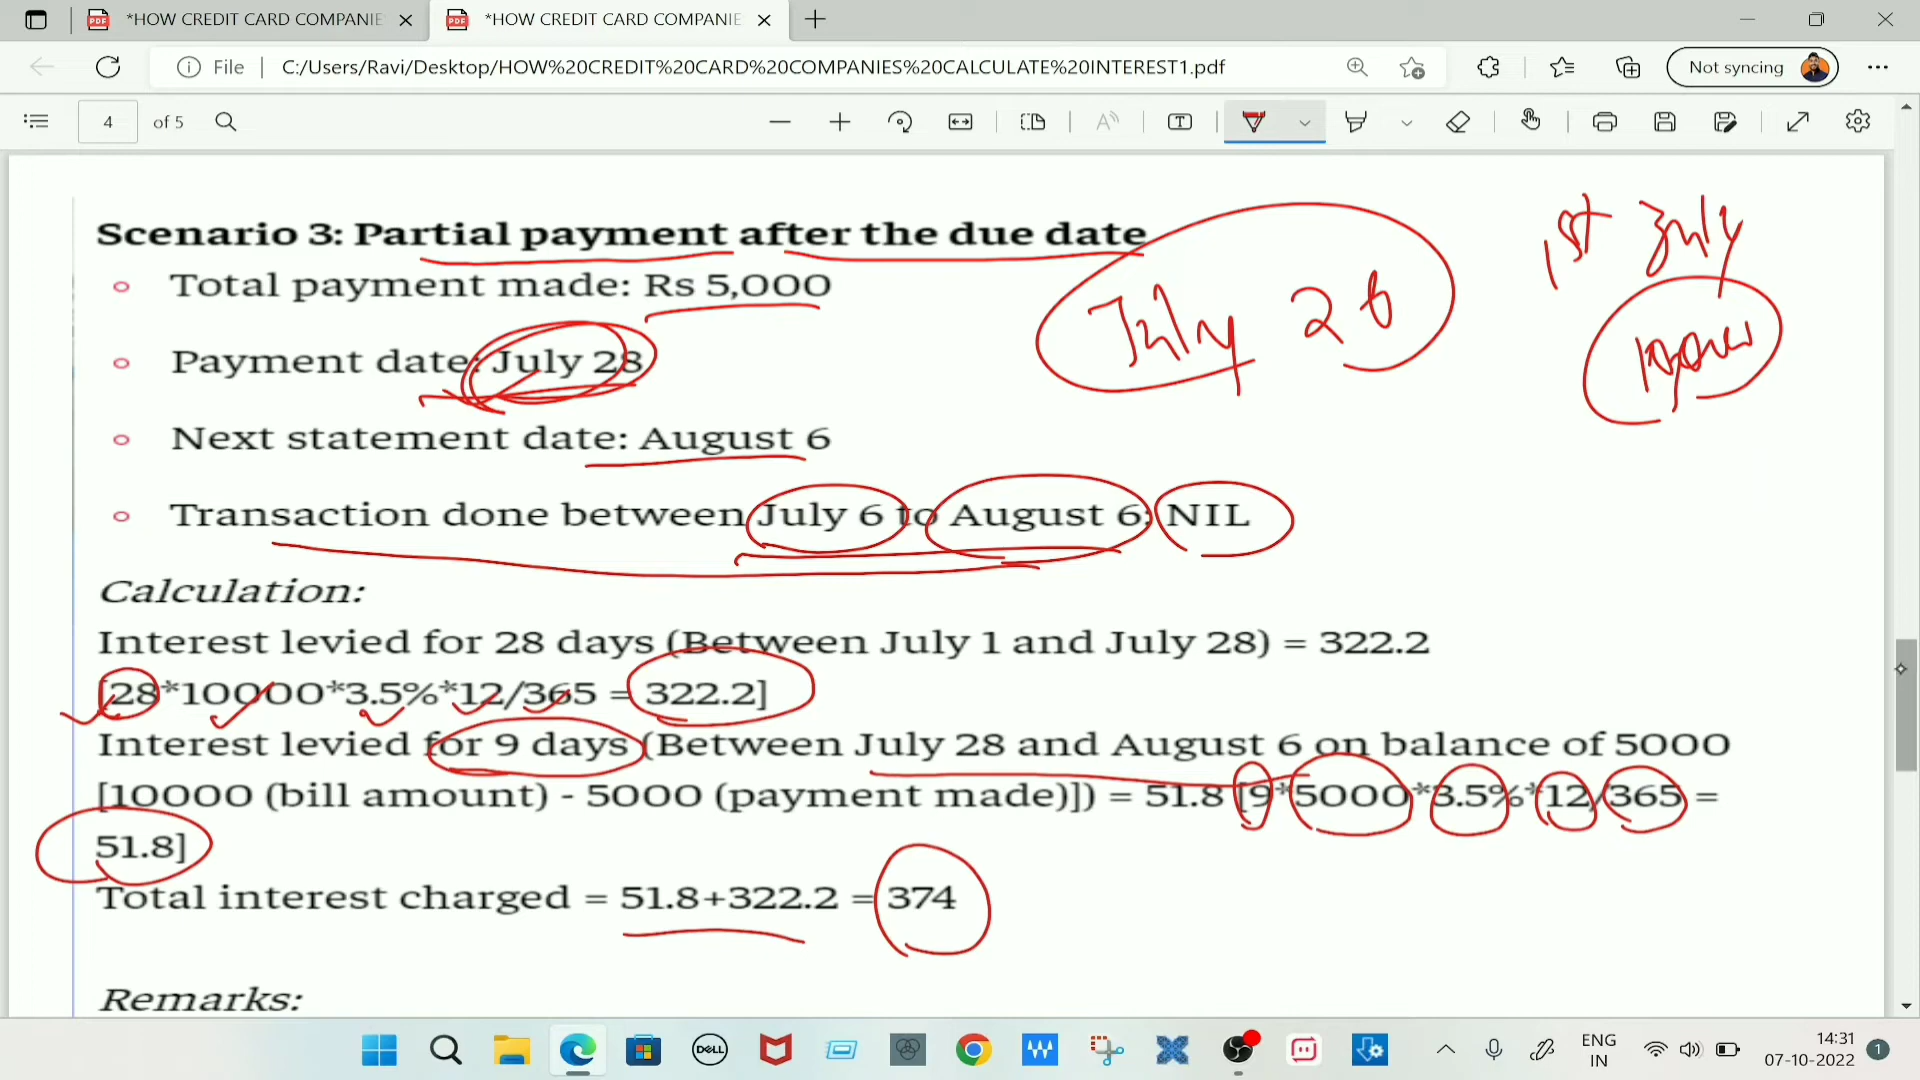 *HOW CREDIT CARD COMPANIE
*HOW CREDIT CARD COMPANIE
File
C:/Users/Ravi/Desktop/HOW%20CREDIT%20CARD%20COMPANIES%20CALCULATE%20INTEREST1.pdf
Not syncing
4 of 5
Scenario 3: Partial payment after the due date
1st July
Total payment made: Rs 5,000
July 26
Payment date: July 28
Next statement date: August 6
Transaction done between July 6 to August 6: NIL
Calculation:
Interest levied for 28 days (Between July 1 and July 28) = 322.2
[28*10000*3.5%*12/365 = 322.2]
Interest levied for 9 days (Between July 28 and August 6 on balance of 5000
[10000 (bill amount) - 5000 (payment made)]) = 51.8 [9*5000*3.5%*12/365 =
51.8]
Total interest charged = 51.8+322.2 = 374
Remarks:
DELL
ENG
IN
14:31
07-10-2022
1